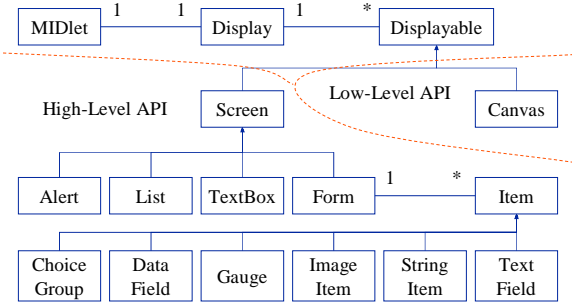 1 1 1 *
MIDlet Display Displayable
High-Level API Screen Low-Level API Canvas
1 *
Alert List TextBox Form Item
Choice Data Gauge Image String Text
Group Field Item Item Field